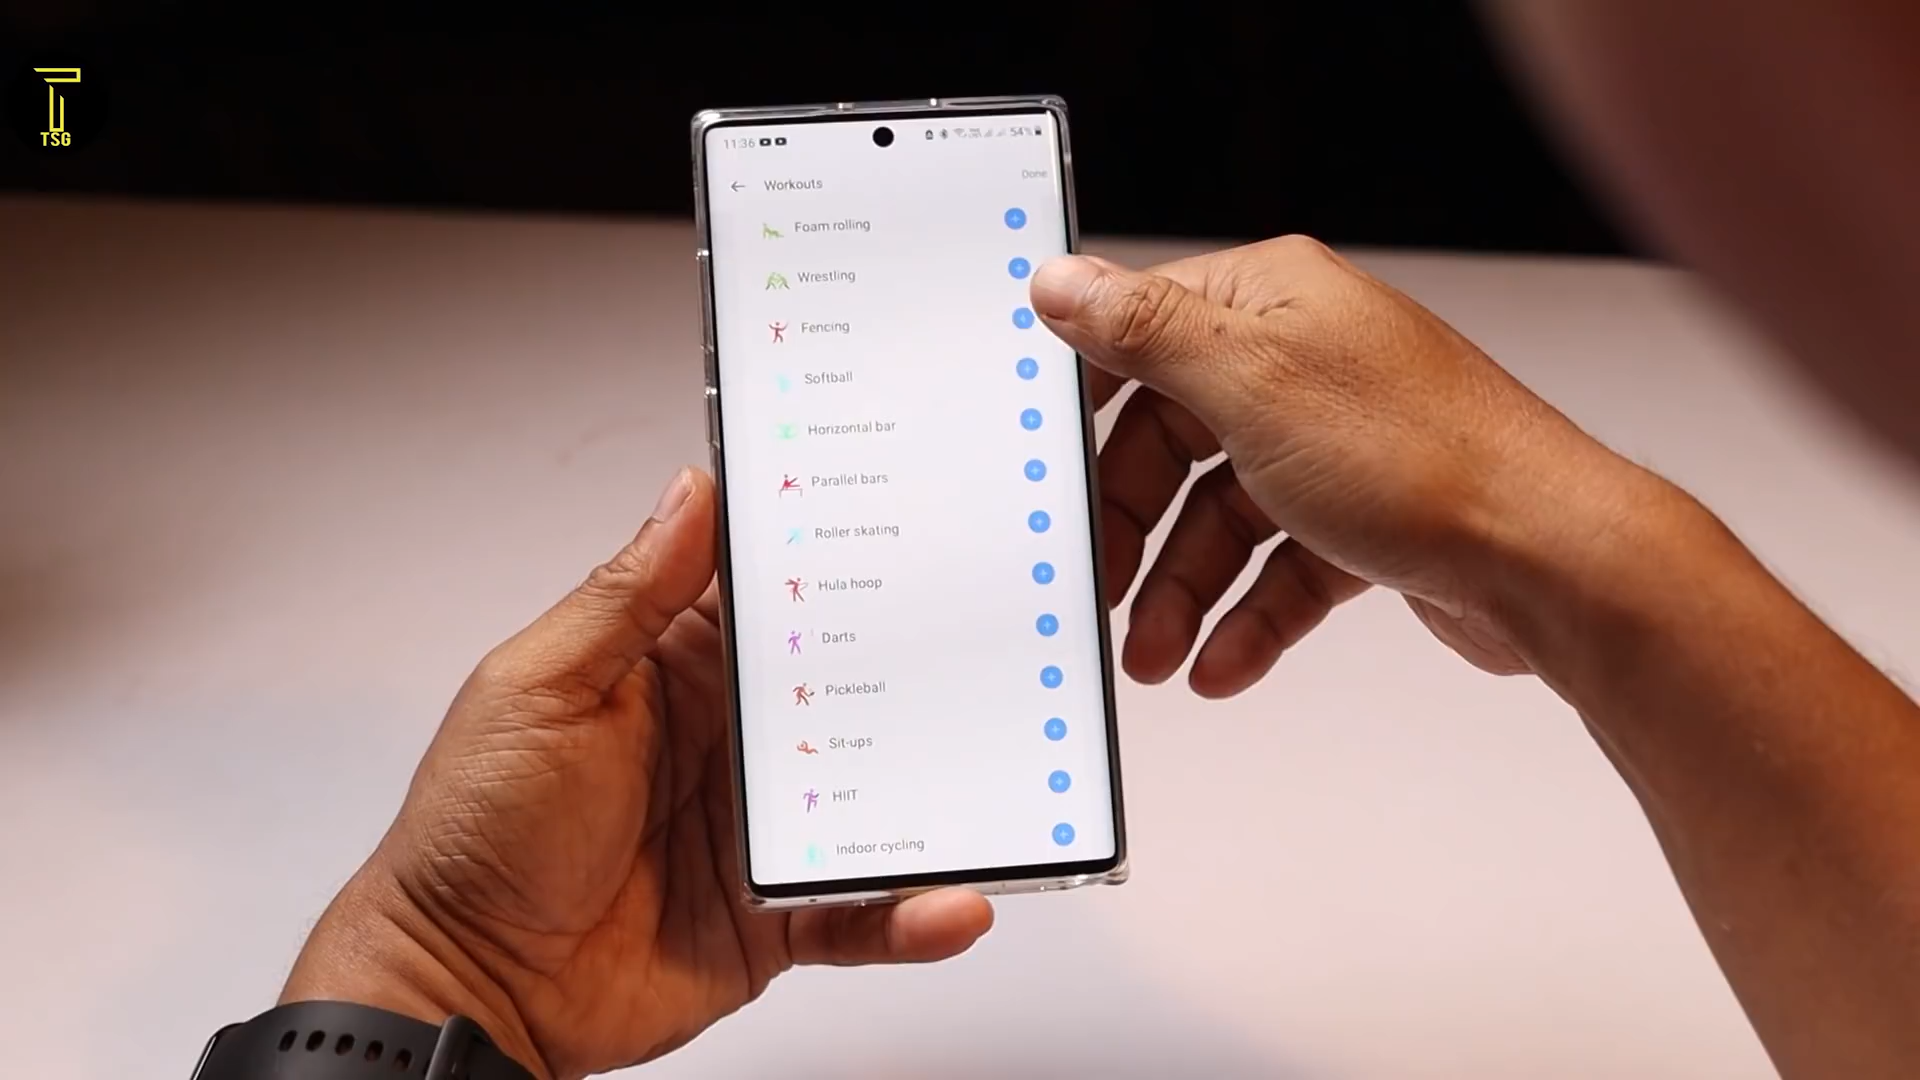 TSG
11:36
54%
Workouts
Done
Foam rolling
Wrestling
Fencing
Softball
Horizontal bar
Parallel bars
Roller skating
Hula hoop
Darts
Pickleball
Sit-ups
HIIT
Indoor cycling